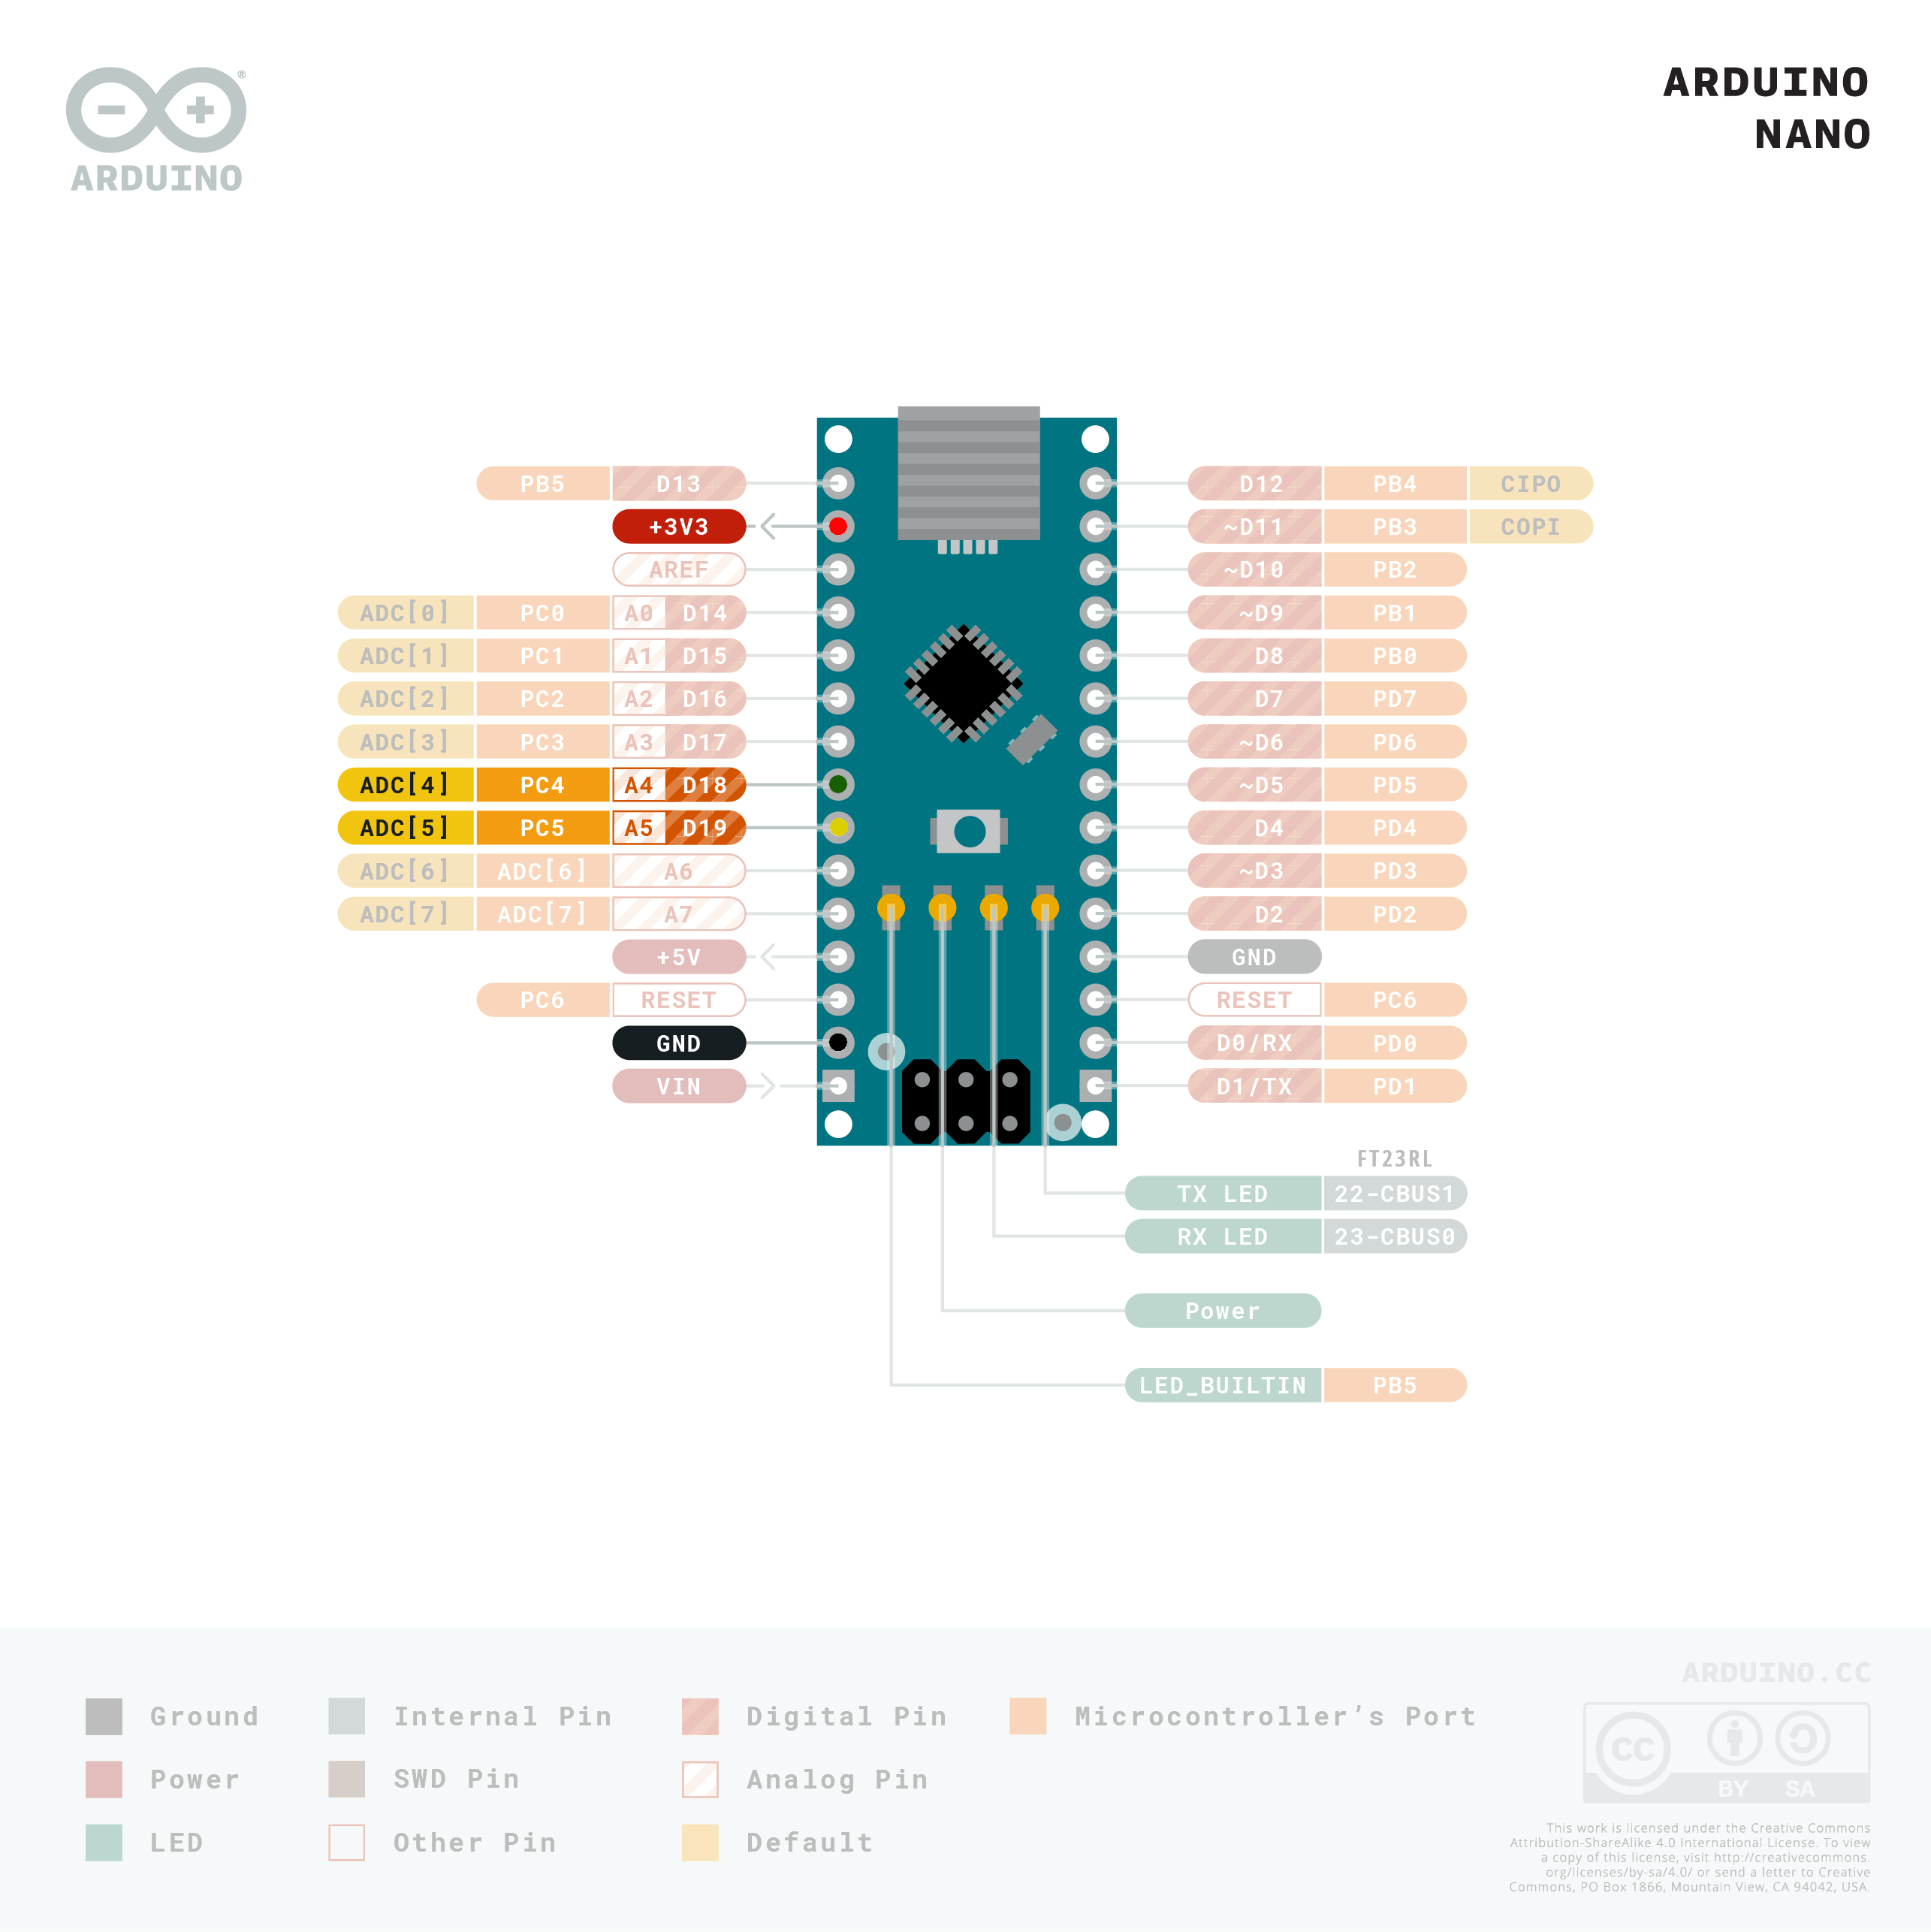 ARDUINO
NANO
®
ARDUINO
PB5 D13
+3V3
AREF
ADC[0] PC0 A0 D14
ADC[1] PC1 A1 D15
ADC[2] PC2 A2 D16
ADC[3] PC3 A3 D17
ADC[4] PC4 A4 D18
ADC[5] PC5 A5 D19
ADC[6] ADC[6] A6
ADC[7] ADC[7] A7
+5V
PC6 RESET
GND
VIN
D12 PB4 CIPO
~D11 PB3 COPI
~D10 PB2
~D9 PB1
D8 PB0
D7 PD7
~D6 PD6
~D5 PD5
D4 PD4
~D3 PD3
D2 PD2
GND
RESET PC6
D0/RX PD0
D1/TX PD1
FT23RL
TX LED 22-CBUS1
RX LED 23-CBUS0
Power
LED_BUILTIN PB5
Ground
Power
LED
Internal Pin
SWD Pin
Other Pin
Digital Pin
Analog Pin
Default
Microcontroller’s Port
ARDUINO.CC
cc
BY SA
This work is licensed under the Creative Commons
Attribution-ShareAlike 4.0 International License. To view
a copy of this license, visit http://creativecommons.
org/licenses/by-sa/4.0/ or send a letter to Creative
Commons, PO Box 1866, Mountain View, CA 94042, USA.